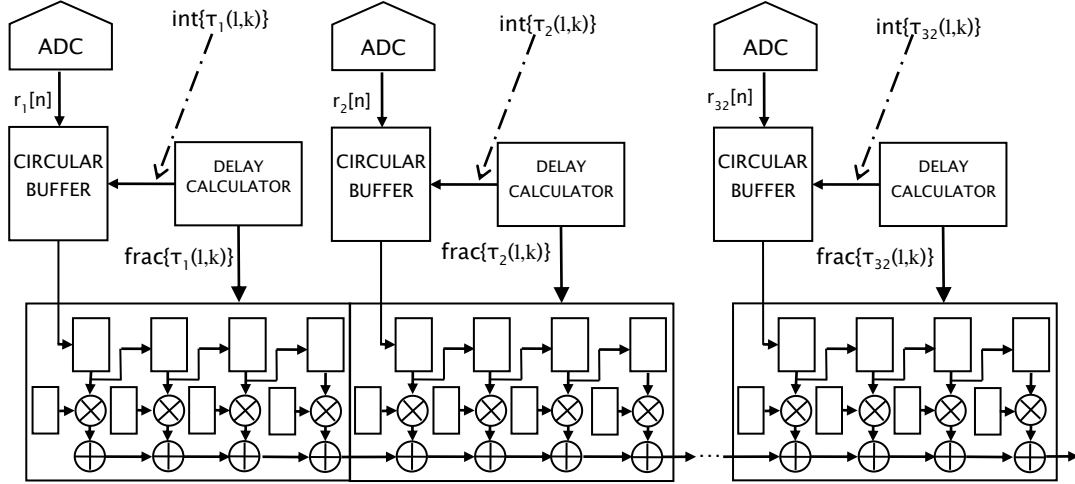 ADC
int{τ₁(l,k)}
r₁[n]
CIRCULAR
BUFFER
DELAY
CALCULATOR
frac{τ₁(l,k)}
ADC
int{τ₂(l,k)}
r₂[n]
CIRCULAR
BUFFER
DELAY
CALCULATOR
frac{τ₂(l,k)}
ADC
int{τ₃₂(l,k)}
r₃₂[n]
CIRCULAR
BUFFER
DELAY
CALCULATOR
frac{τ₃₂(l,k)}
...